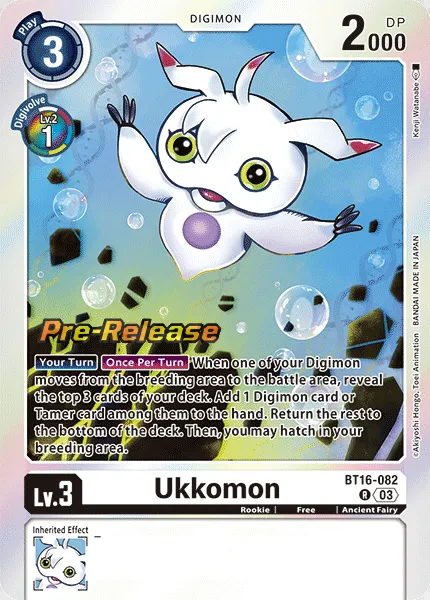 DIGIMON
Play
3
DP
2000
Digivolve
Lv.2
1
Kenji Watanabe
©Akiyoshi Hongo, Toei Animation BANDAI MADE IN JAPAN
Pre-Release
Your Turn Once Per Turn When one of your Digimon
moves from the breeding area to the battle area, reveal
the top 3 cards of your deck. Add 1 Digimon card or
Tamer card among them to the hand. Return the rest to
the bottom of the deck. Then, you may hatch in your
breeding area.
Lv.3
Ukkomon
BT16-082
R 03
Rookie | Free | Ancient Fairy
Inherited Effect
–